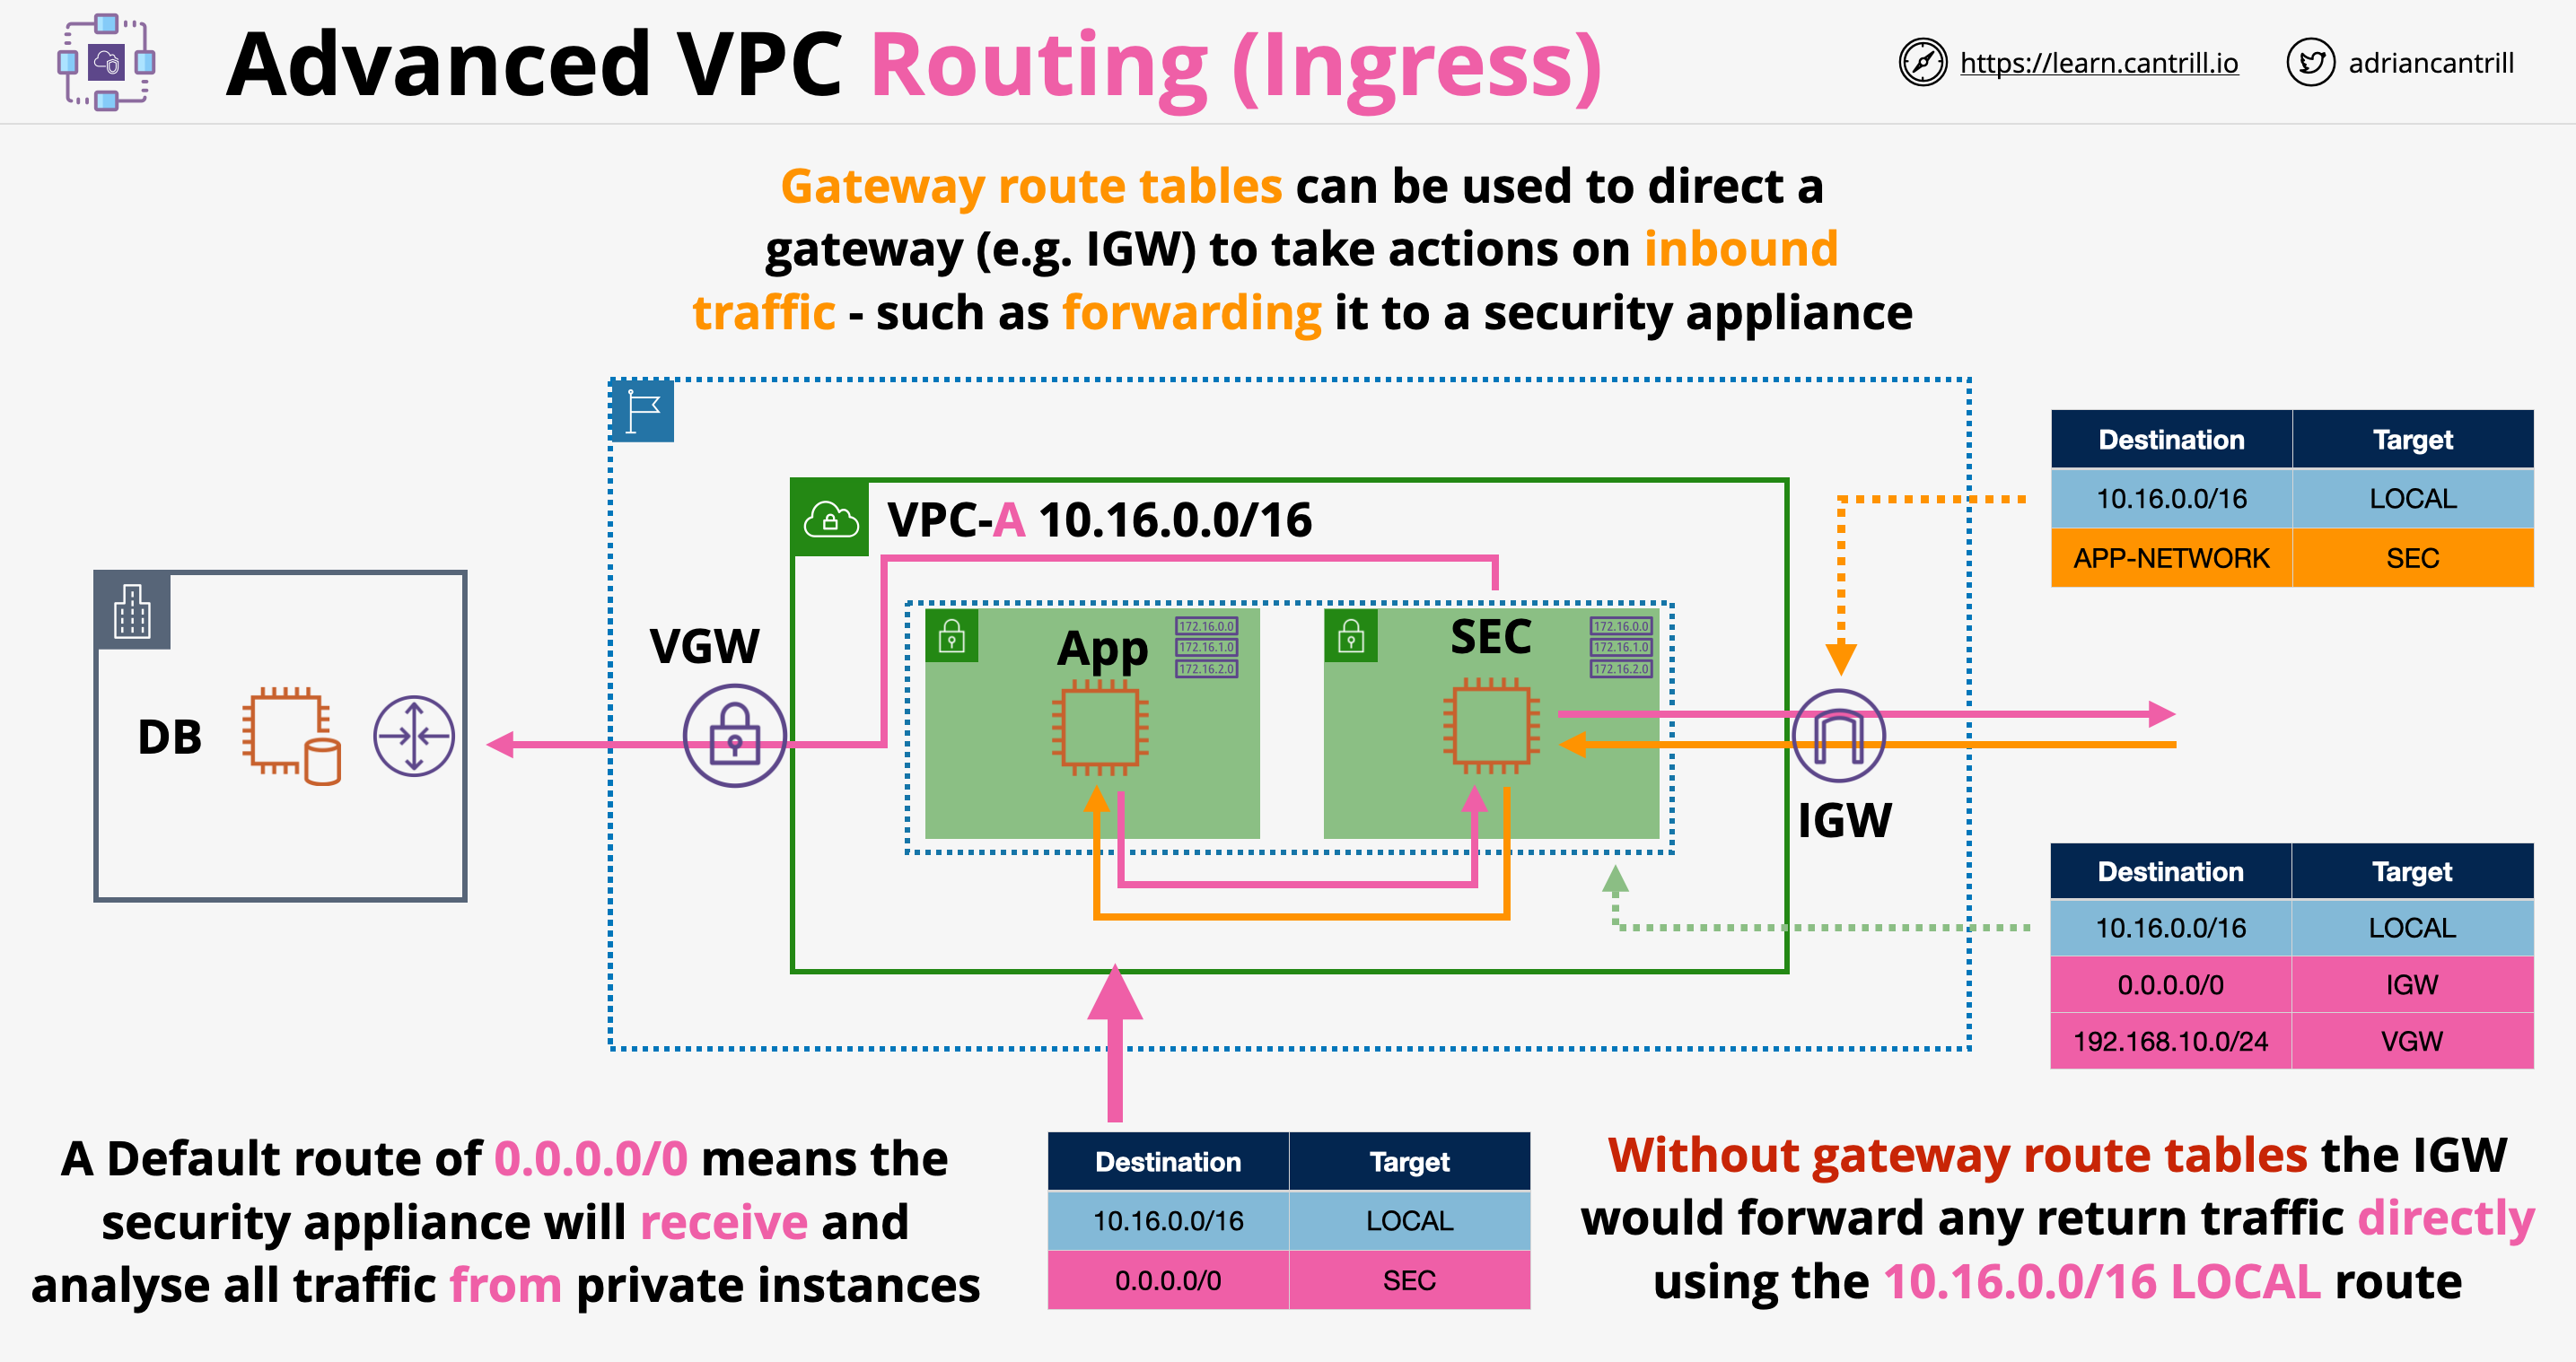 Advanced VPC Routing (Ingress)
https://learn.cantrill.io
adriancantrill
Gateway route tables can be used to direct a
gateway (e.g. IGW) to take actions on inbound
traffic - such as forwarding it to a security appliance
Destination Target
10.16.0.0/16 LOCAL
APP-NETWORK SEC
VPC-A 10.16.0.0/16
VGW
App
172.16.0.0
172.16.1.0
172.16.2.0
SEC
172.16.0.0
172.16.1.0
172.16.2.0
DB
IGW
Destination Target
10.16.0.0/16 LOCAL
0.0.0.0/0 IGW
192.168.10.0/24 VGW
A Default route of 0.0.0.0/0 means the
security appliance will receive and
analyse all traffic from private instances
Destination Target
10.16.0.0/16 LOCAL
0.0.0.0/0 SEC
Without gateway route tables the IGW
would forward any return traffic directly
using the 10.16.0.0/16 LOCAL route